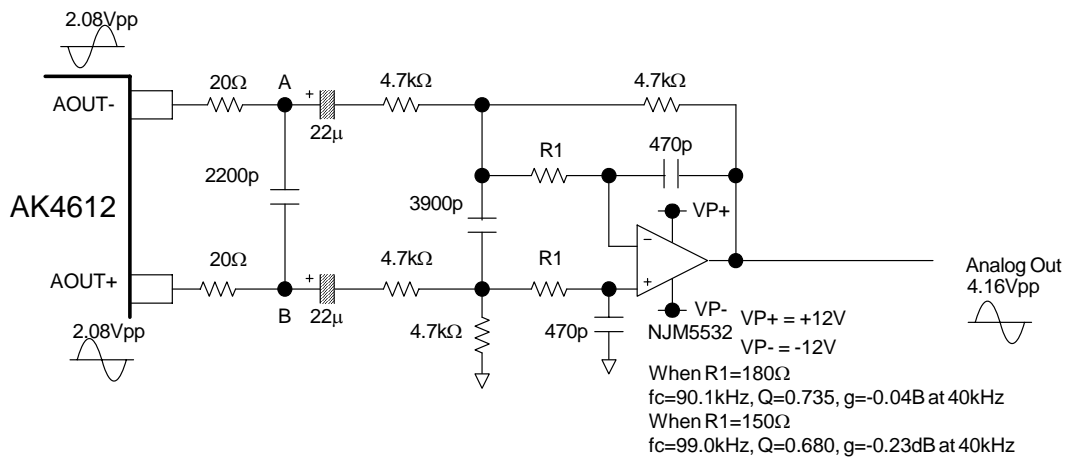 2.08Vpp
20Ω
A
+
4.7kΩ
4.7kΩ
AOUT-
22μ
R1
470p
2200p
AK4612
3900p
VP+
−
20Ω
4.7kΩ
R1
AOUT+
+
+
B
22μ
4.7kΩ
470p
VP-
NJM5532
2.08Vpp
Analog Out
4.16Vpp
VP+ = +12V
VP- = -12V
When R1=180Ω
fc=90.1kHz, Q=0.735, g=-0.04B at 40kHz
When R1=150Ω
fc=99.0kHz, Q=0.680, g=-0.23dB at 40kHz